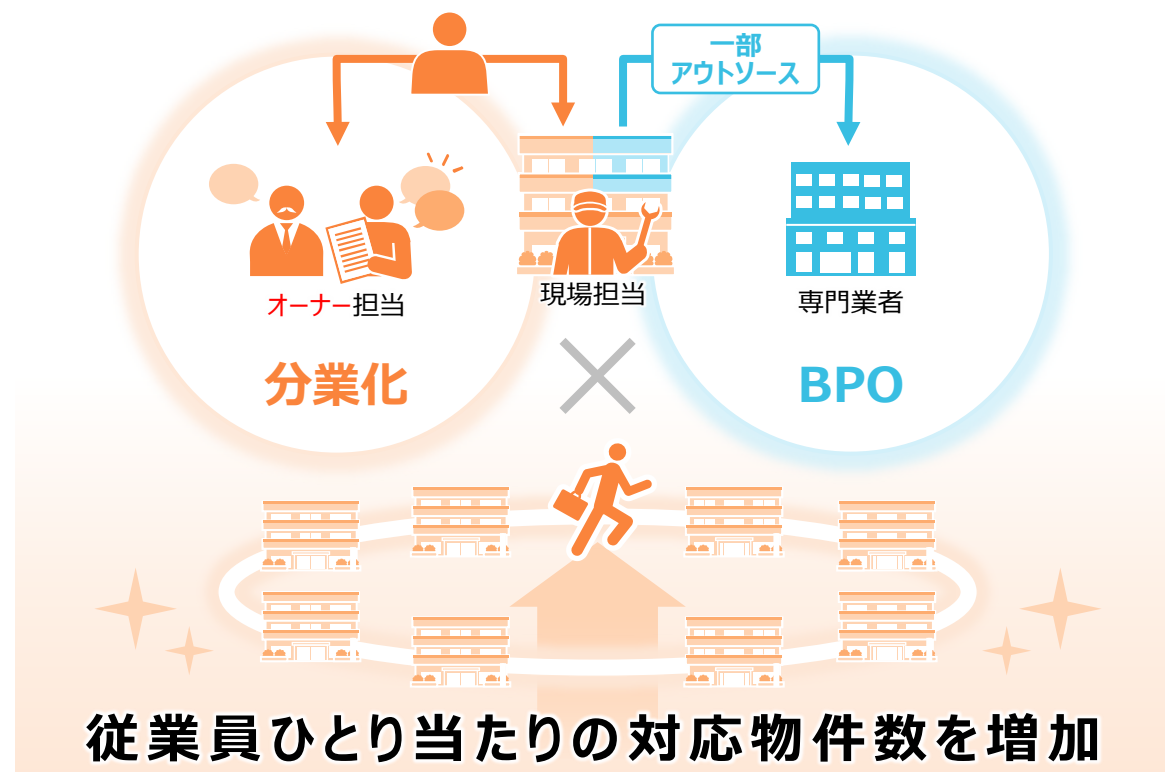 一部
アウトソース
オーナー担当
現場担当
専門業者
分業化
BPO
従業員ひとり当たりの対応物件数を増加